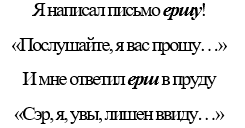 Я написал письмо ершу!
«Послушайте, я вас прошу…»
И мне ответил ерш в пруду
«Сэр, я, увы, лишен ввиду…»